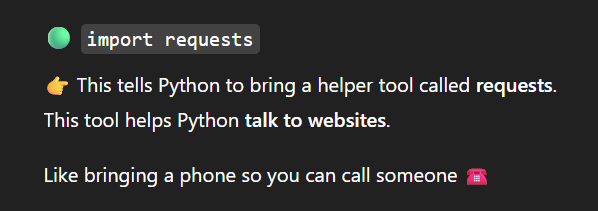 🟢 import requests
👉 This tells Python to bring a helper tool called requests.
This tool helps Python talk to websites.
Like bringing a phone so you can call someone ☎️